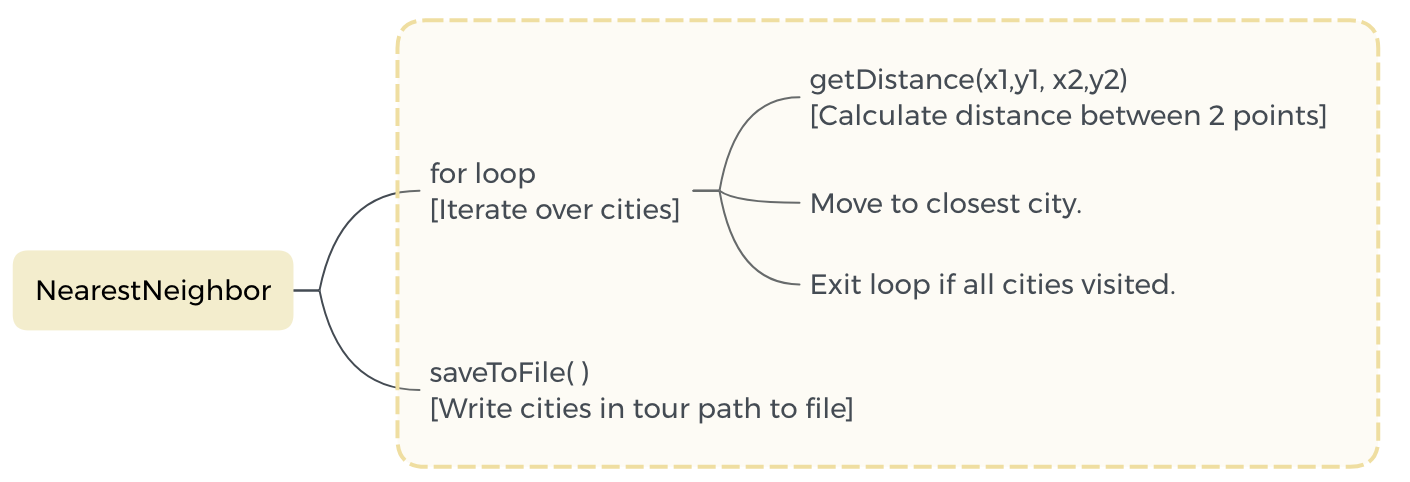 NearestNeighbor
for loop
[Iterate over cities]
getDistance(x1,y1, x2,y2)
[Calculate distance between 2 points]
Move to closest city.
Exit loop if all cities visited.
saveToFile( )
[Write cities in tour path to file]